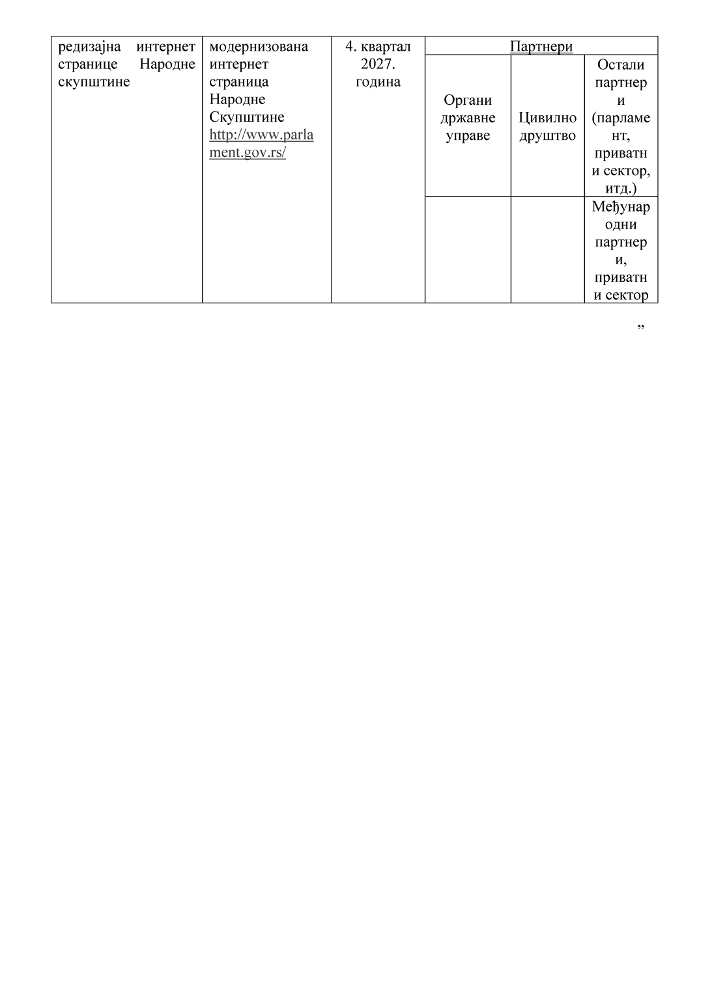 редизајна интернет
странице Народне
скупштине
модернизована
интернет
страница
Народне
Скупштине
http://www.parla
ment.gov.rs/
4. квартал
2027.
година
Партнери
Органи
државне
управе
Цивилно
друштво
Остали
партнер
и
(парламе
нт,
приватн
и сектор,
итд.)
Међунар
одни
партнер
и,
приватн
и сектор
”